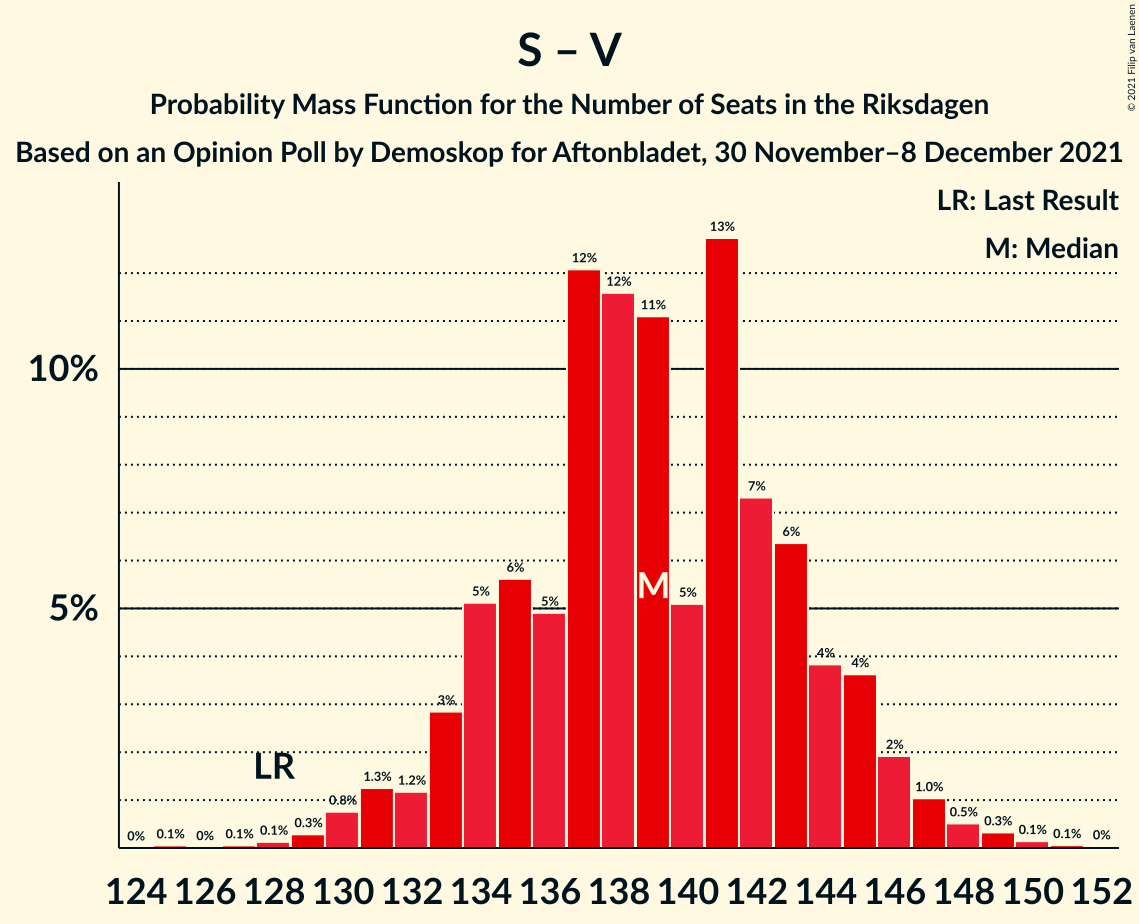 © 2021 Filip van Laenen
S – V
Probability Mass Function for the Number of Seats in the Riksdagen
Based on an Opinion Poll by Demoskop for Aftonbladet, 30 November–8 December 2021
LR: Last Result
M: Median
10%
5%
0% 0.1% 0% 0.1% 0.1% 0.3% 0.8% 1.3% 1.2% 3% 5% 6% 5% 12% 12% 11% 5% 13% 7% 6% 4% 4% 2% 1.0% 0.5% 0.3% 0.1% 0.1% 0%
LR
M
124 126 128 130 132 134 136 138 140 142 144 146 148 150 152